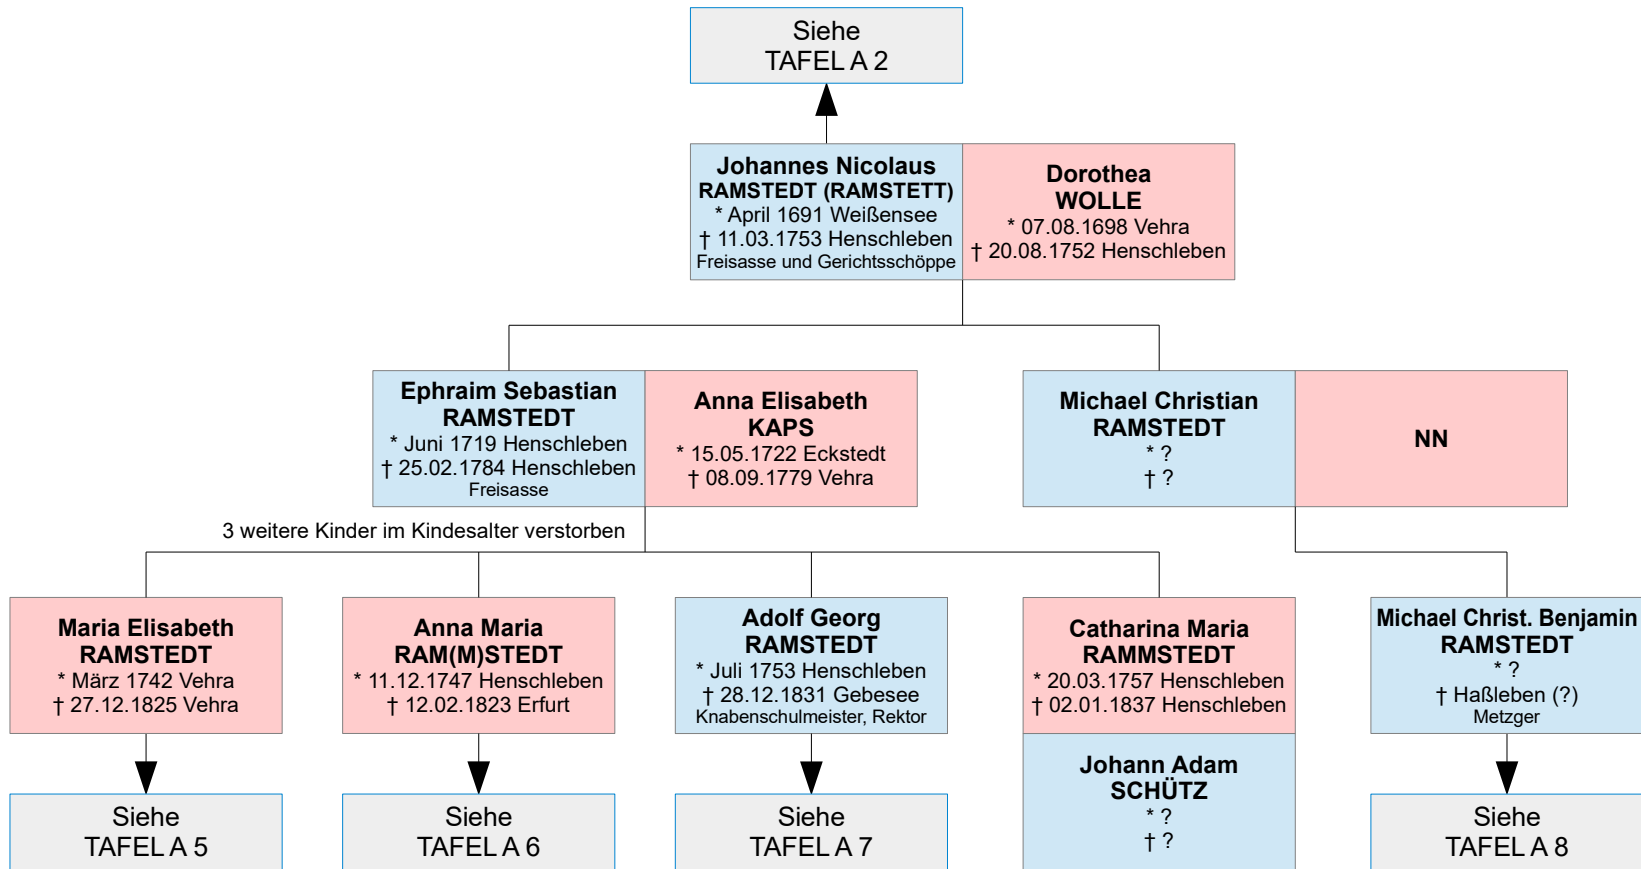 Siehe
TAFEL A 2
Johannes Nicolaus
RAMSTEDT (RAMSTETT)
* April 1691 Weißensee
† 11.03.1753 Henschleben
Freisasse und Gerichtsschöppe
Dorothea
WOLLE
* 07.08.1698 Vehra
† 20.08.1752 Henschleben
Ephraim Sebastian
RAMSTEDT
* Juni 1719 Henschleben
† 25.02.1784 Henschleben
Freisasse
Anna Elisabeth
KAPS
* 15.05.1722 Eckstedt
† 08.09.1779 Vehra
Michael Christian
RAMSTEDT
* ?
† ?
NN
3 weitere Kinder im Kindesalter verstorben
Maria Elisabeth
RAMSTEDT
* März 1742 Vehra
† 27.12.1825 Vehra
Anna Maria
RAM(M)STEDT
* 11.12.1747 Henschleben
† 12.02.1823 Erfurt
Adolf Georg
RAMSTEDT
* Juli 1753 Henschleben
† 28.12.1831 Gebesee
Knabenschulmeister, Rektor
Catharina Maria
RAMMSTEDT
* 20.03.1757 Henschleben
† 02.01.1837 Henschleben
Michael Christ. Benjamin
RAMSTEDT
* ?
† Haßleben (?)
Metzger
Johann Adam
SCHÜTZ
* ?
† ?
Siehe
TAFEL A 5
Siehe
TAFEL A 6
Siehe
TAFEL A 7
Siehe
TAFEL A 8